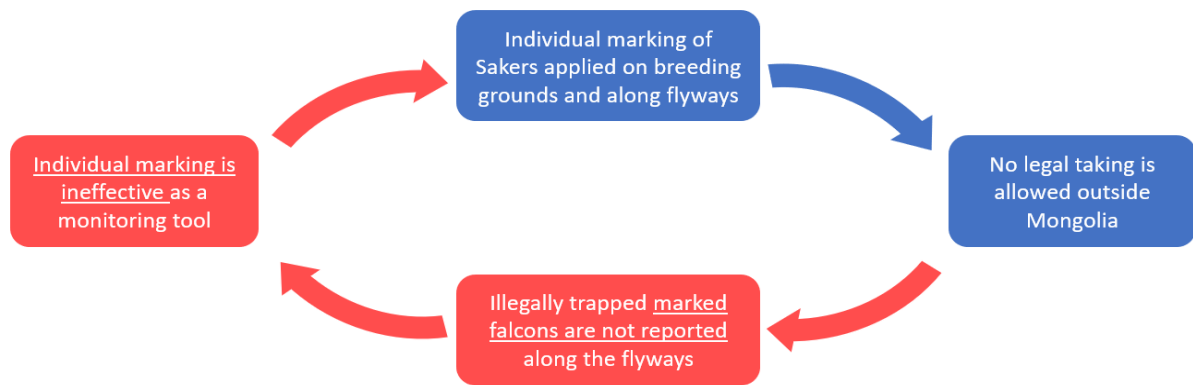 Individual marking of
Sakers applied on breeding
grounds and along flyways
No legal taking is
allowed outside
Mongolia
Illegally trapped marked
falcons are not reported
along the flyways
Individual marking is
ineffective as a
monitoring tool